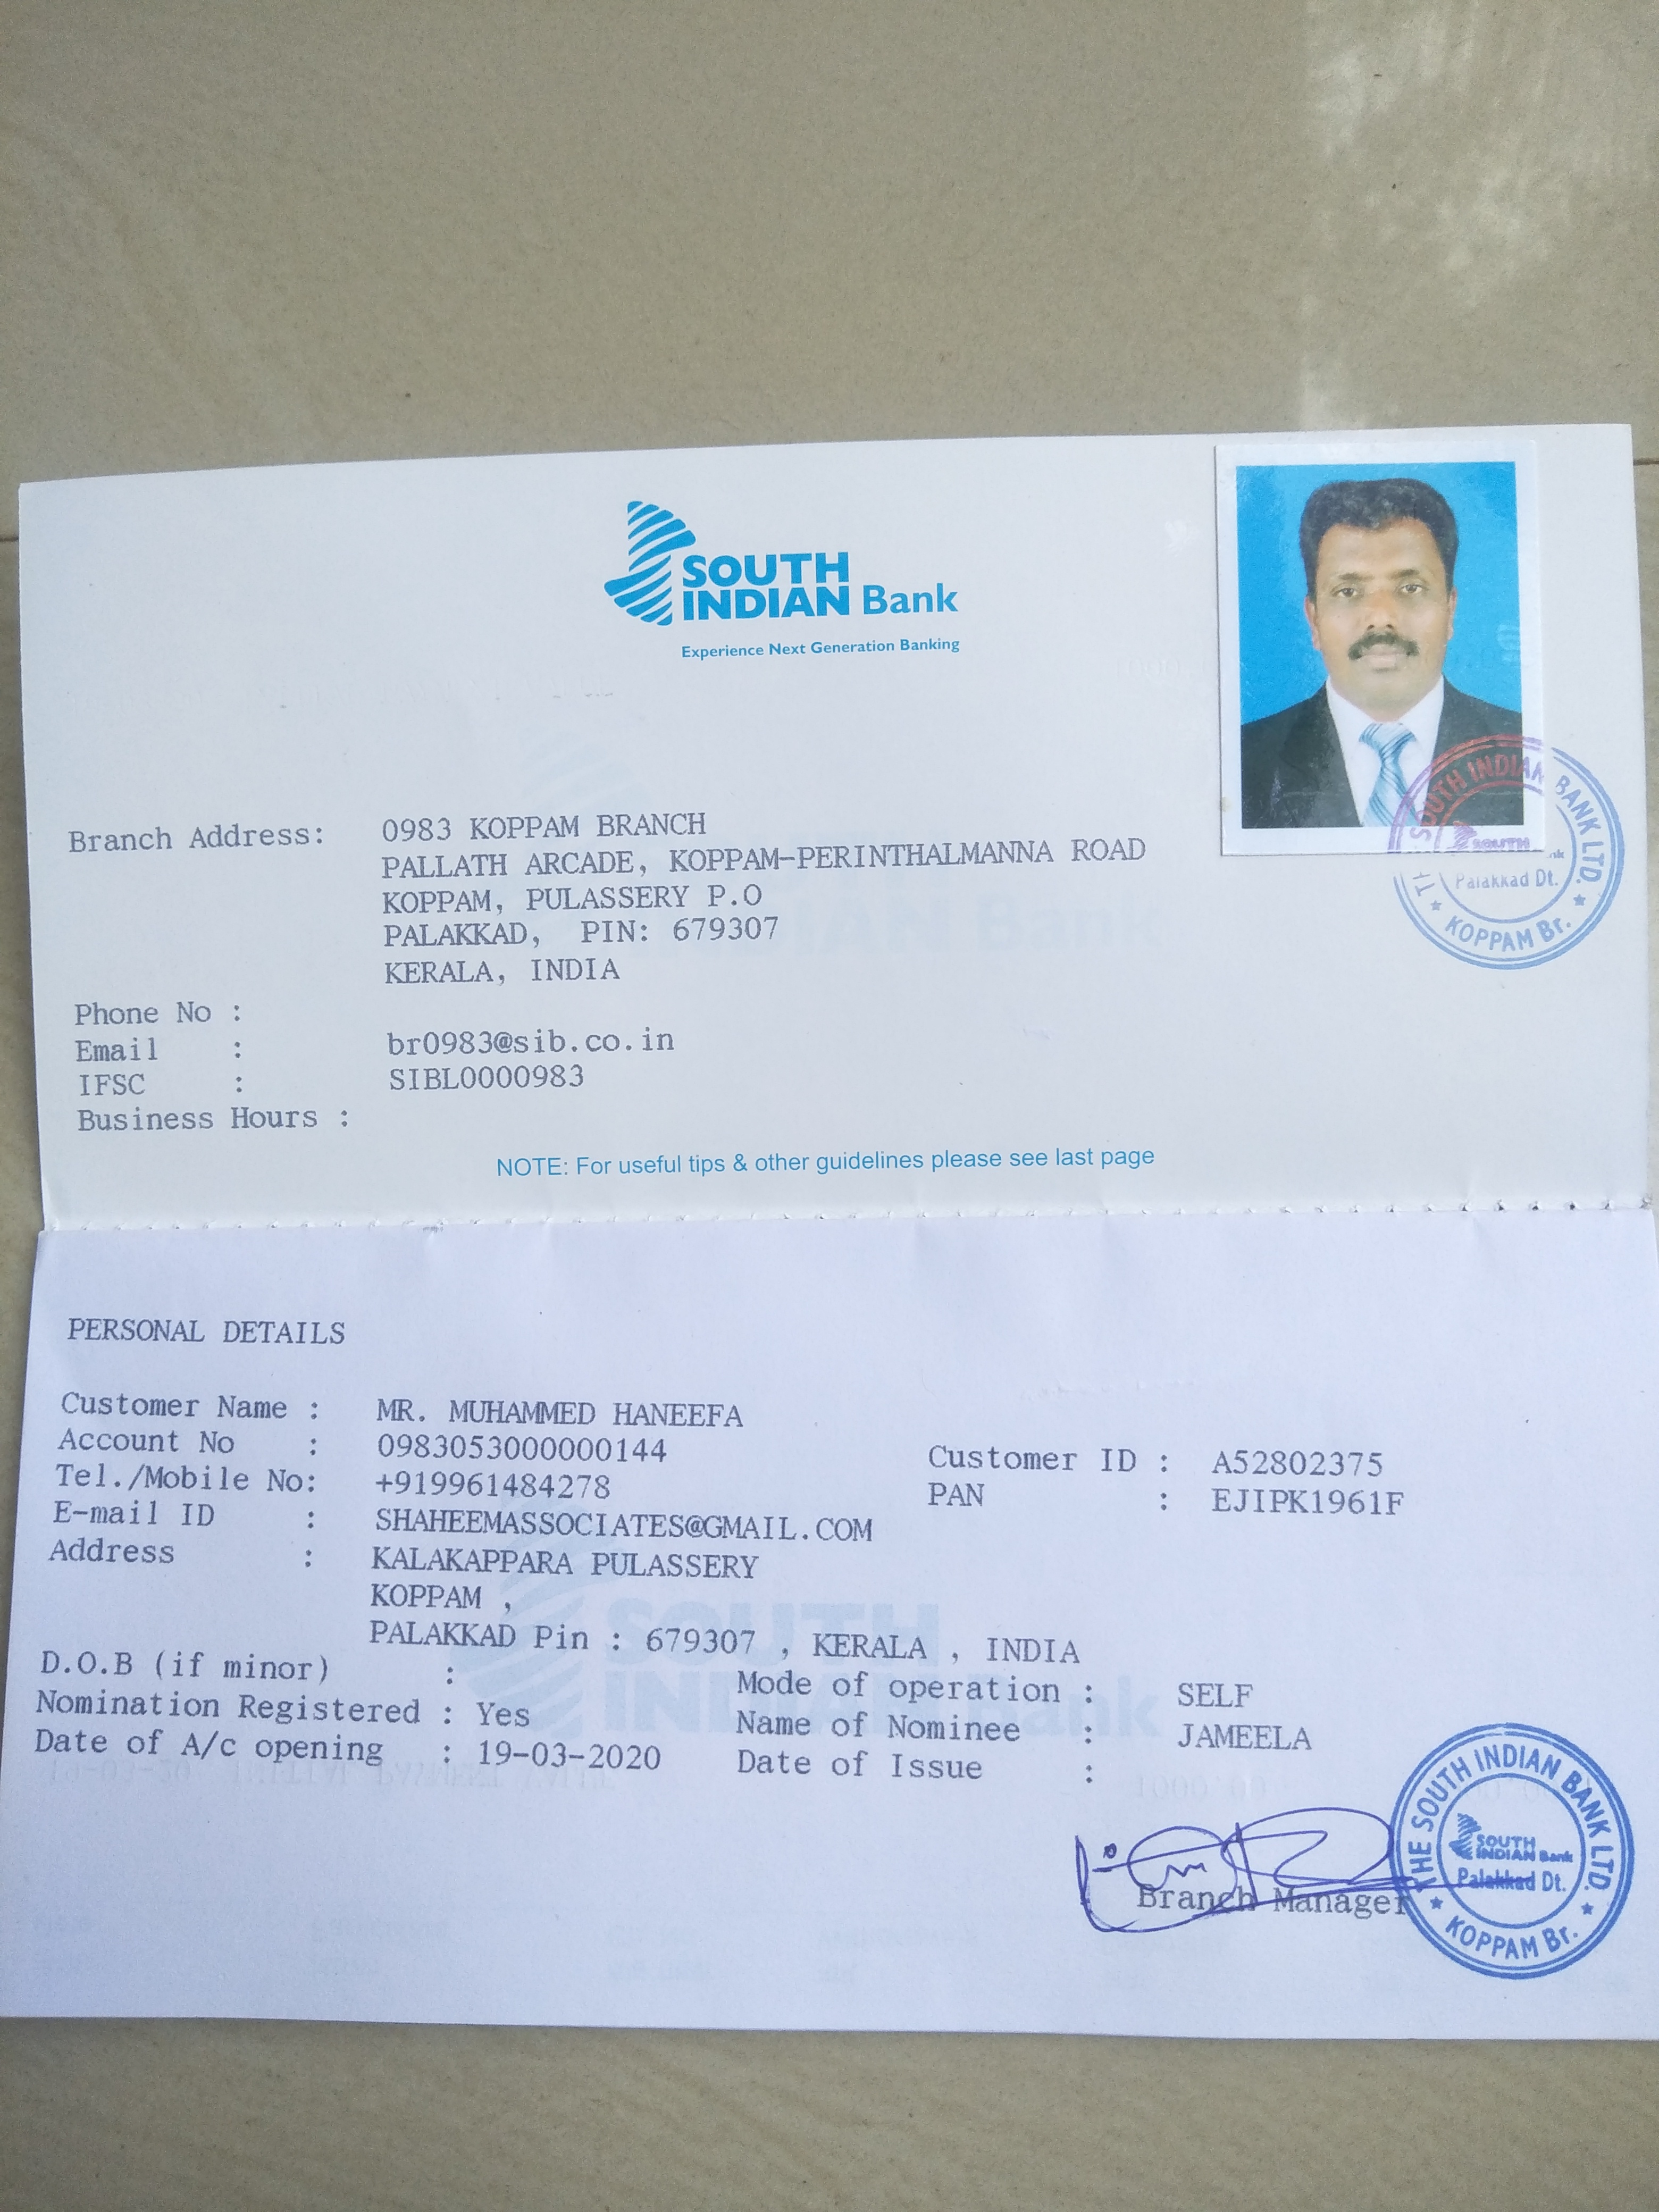 SOUTH
INDIAN Bank
Experience Next Generation Banking
Branch Address: 0983 KOPPAM BRANCH
PALLATH ARCADE, KOPPAM-PERINTHALMANNA ROAD
KOPPAM, PULASSERY P.O
PALAKKAD, PIN: 679307
KERALA, INDIA
Phone No :
Email : br0983@sib.co.in
IFSC : SIBL0000983
Business Hours :
SOUTH INDIAN BANK LTD.
SOUTH
Palakkad Dt.
★ KOPPAM Br. ★
NOTE: For useful tips & other guidelines please see last page
PERSONAL DETAILS
Customer Name : MR. MUHAMMED HANEEFA
Account No : 0983053000000144 Customer ID : A52802375
Tel./Mobile No: +919961484278 PAN : EJIPK1961F
E-mail ID : SHAHEEMASSOCIATES@GMAIL.COM
Address : KALAKAPPARA PULASSERY
KOPPAM ,
PALAKKAD Pin : 679307 , KERALA , INDIA
D.O.B (if minor) : Mode of operation : SELF
Nomination Registered : Yes Name of Nominee : JAMEELA
Date of A/c opening : 19-03-2020 Date of Issue :
Branch Manager
THE SOUTH INDIAN BANK LTD.
SOUTH
INDIAN Bank
Palakkad Dt.
★ KOPPAM Br. ★
SOUTH
INDIAN Bank